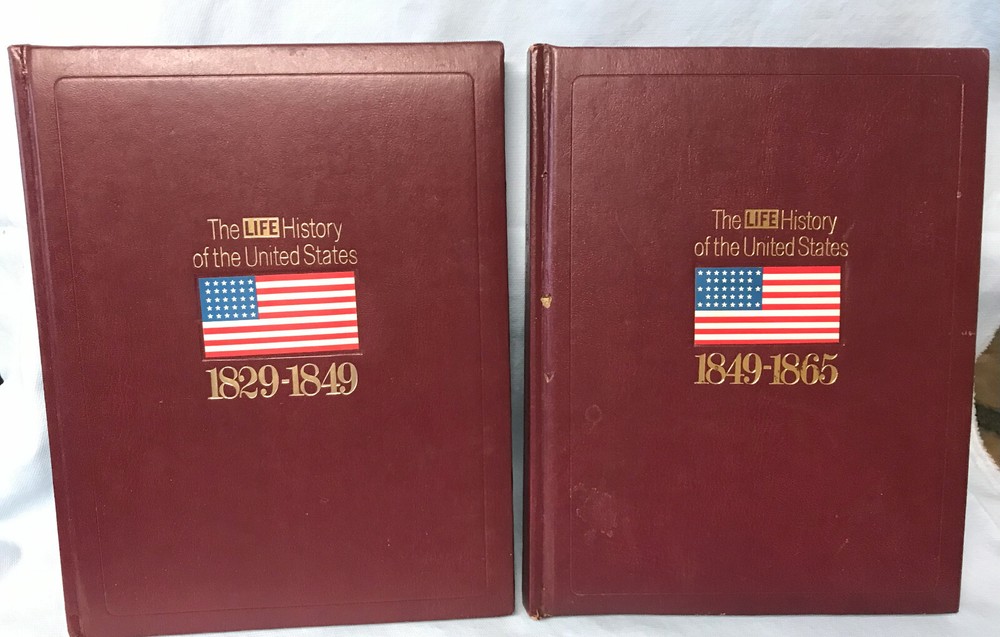 The LIFE History
of the United States
1829-1849
The LIFE History
of the United States
1849-1865